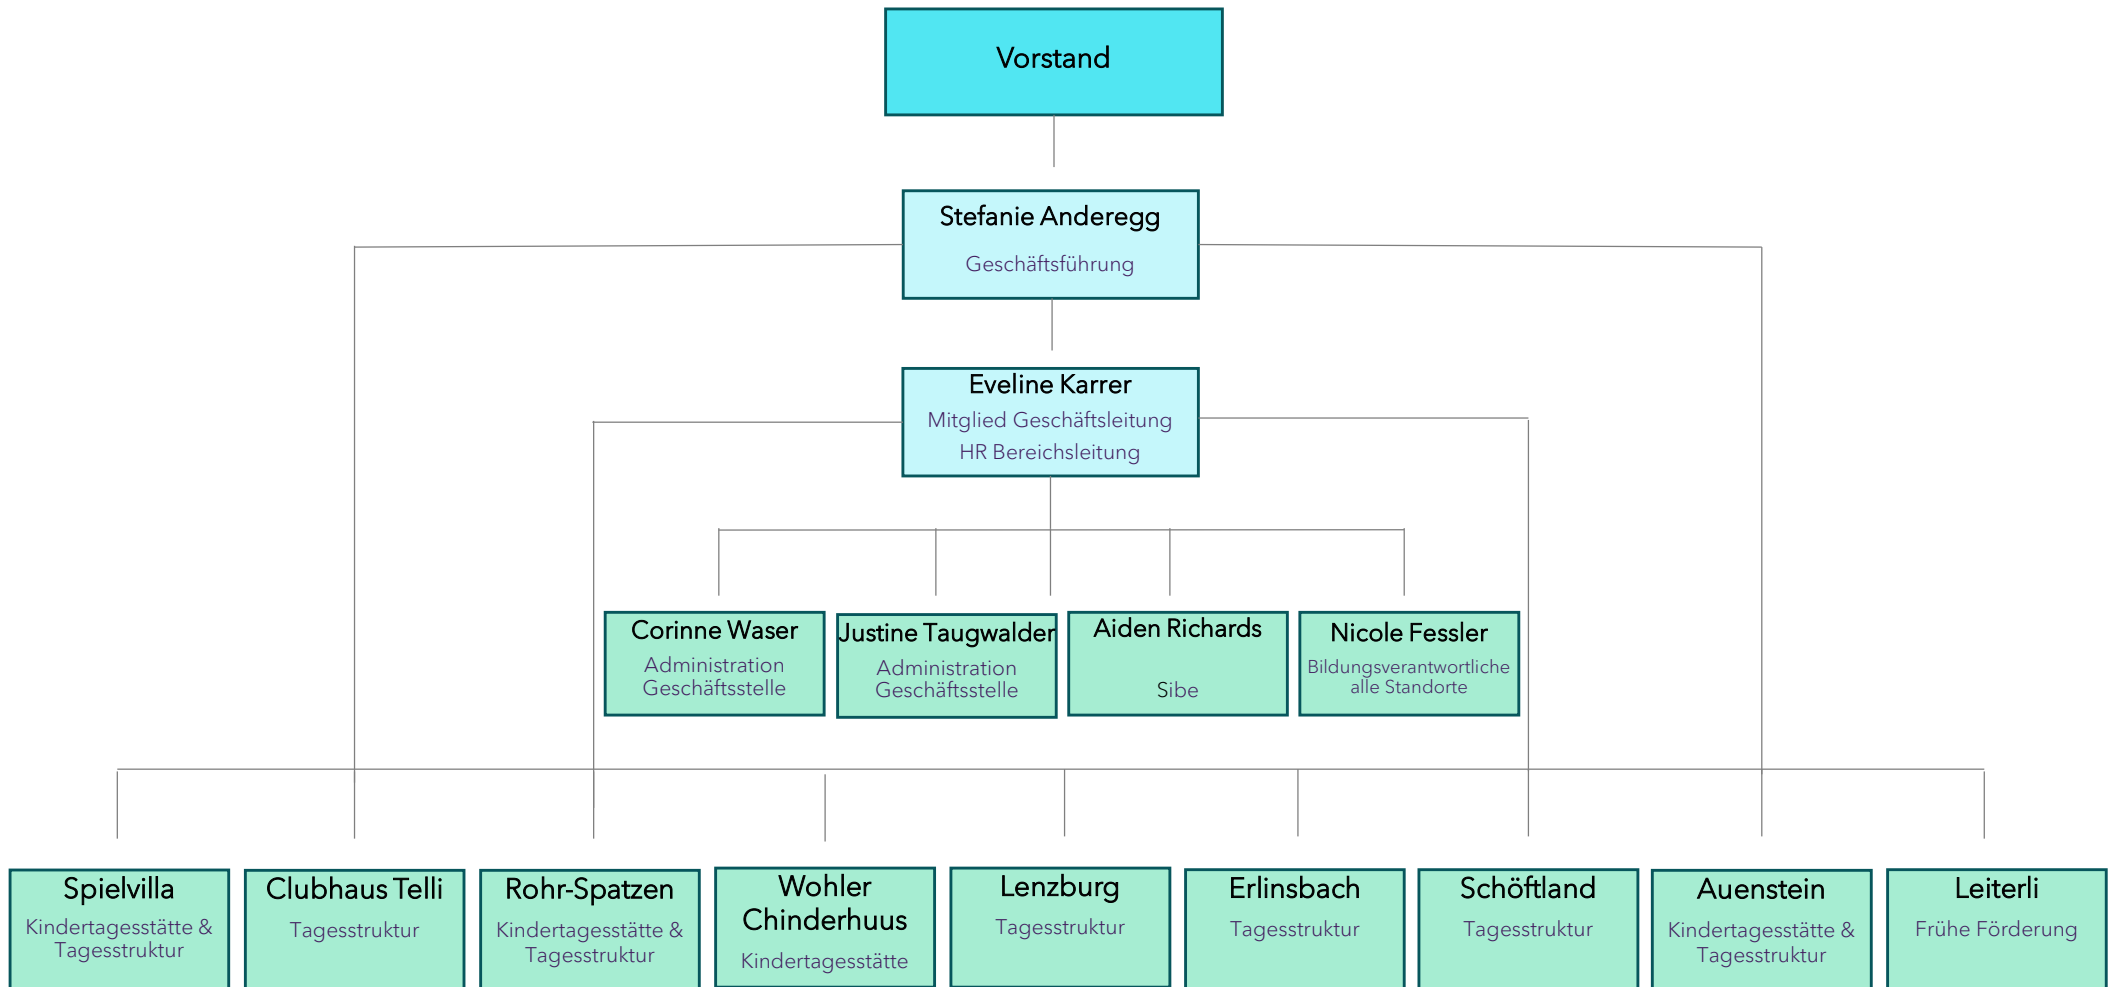 Vorstand
Stefanie Anderegg
Geschäftsführung
Eveline Karrer
Mitglied Geschäftsleitung
HR Bereichsleitung
Corinne Waser
Administration
Geschäftsstelle
Justine Taugwalder
Administration
Geschäftsstelle
Aiden Richards
Sibe
Nicole Fessler
Bildungsverantwortliche
alle Standorte
Spielvilla
Kindertagesstätte &
Tagesstruktur
Clubhaus Telli
Tagesstruktur
Rohr-Spatzen
Kindertagesstätte &
Tagesstruktur
Wohler
Chinderhuus
Kindertagesstätte
Lenzburg
Tagesstruktur
Erlinsbach
Tagesstruktur
Schöftland
Tagesstruktur
Auenstein
Kindertagesstätte &
Tagesstruktur
Leiterli
Frühe Förderung